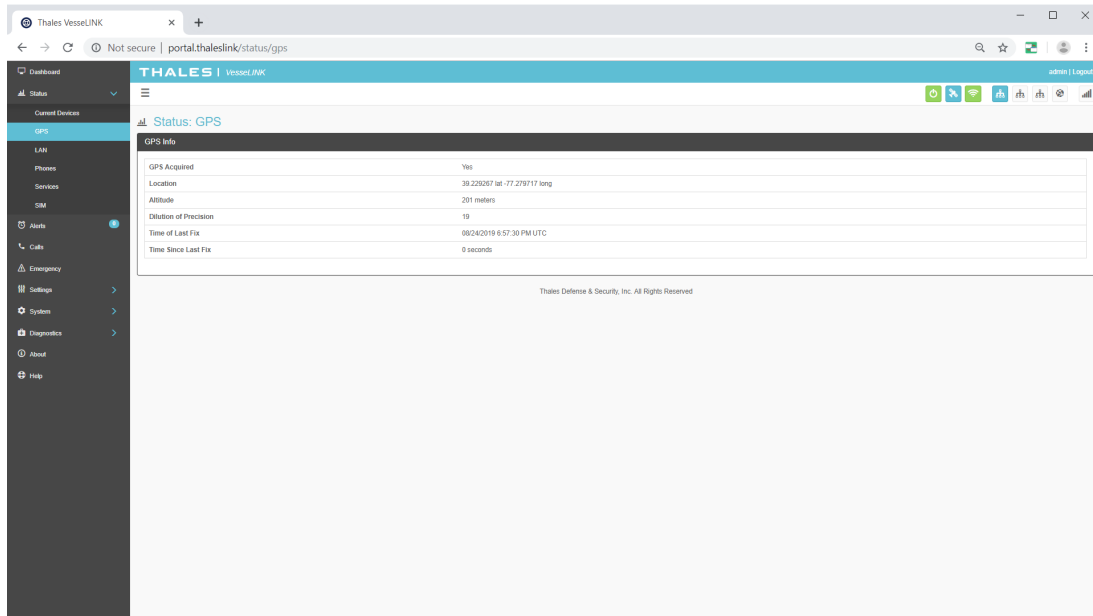 Thales VesseLINK
Not secure | portal.thaleslink/status/gps
Dashboard
THALES | VesseLINK
admin | Logout
Status
Current Devices
GPS
LAN
Phones
Services
SIM
Alerts
Calls
Emergency
Settings
System
Diagnostics
About
Help
Status: GPS
GPS Info
GPS Acquired Yes
Location 39.229267 lat -77.279717 long
Altitude 201 meters
Dilution of Precision 19
Time of Last Fix 08/24/2019 6:57:30 PM UTC
Time Since Last Fix 0 seconds
Thales Defense & Security, Inc. All Rights Reserved